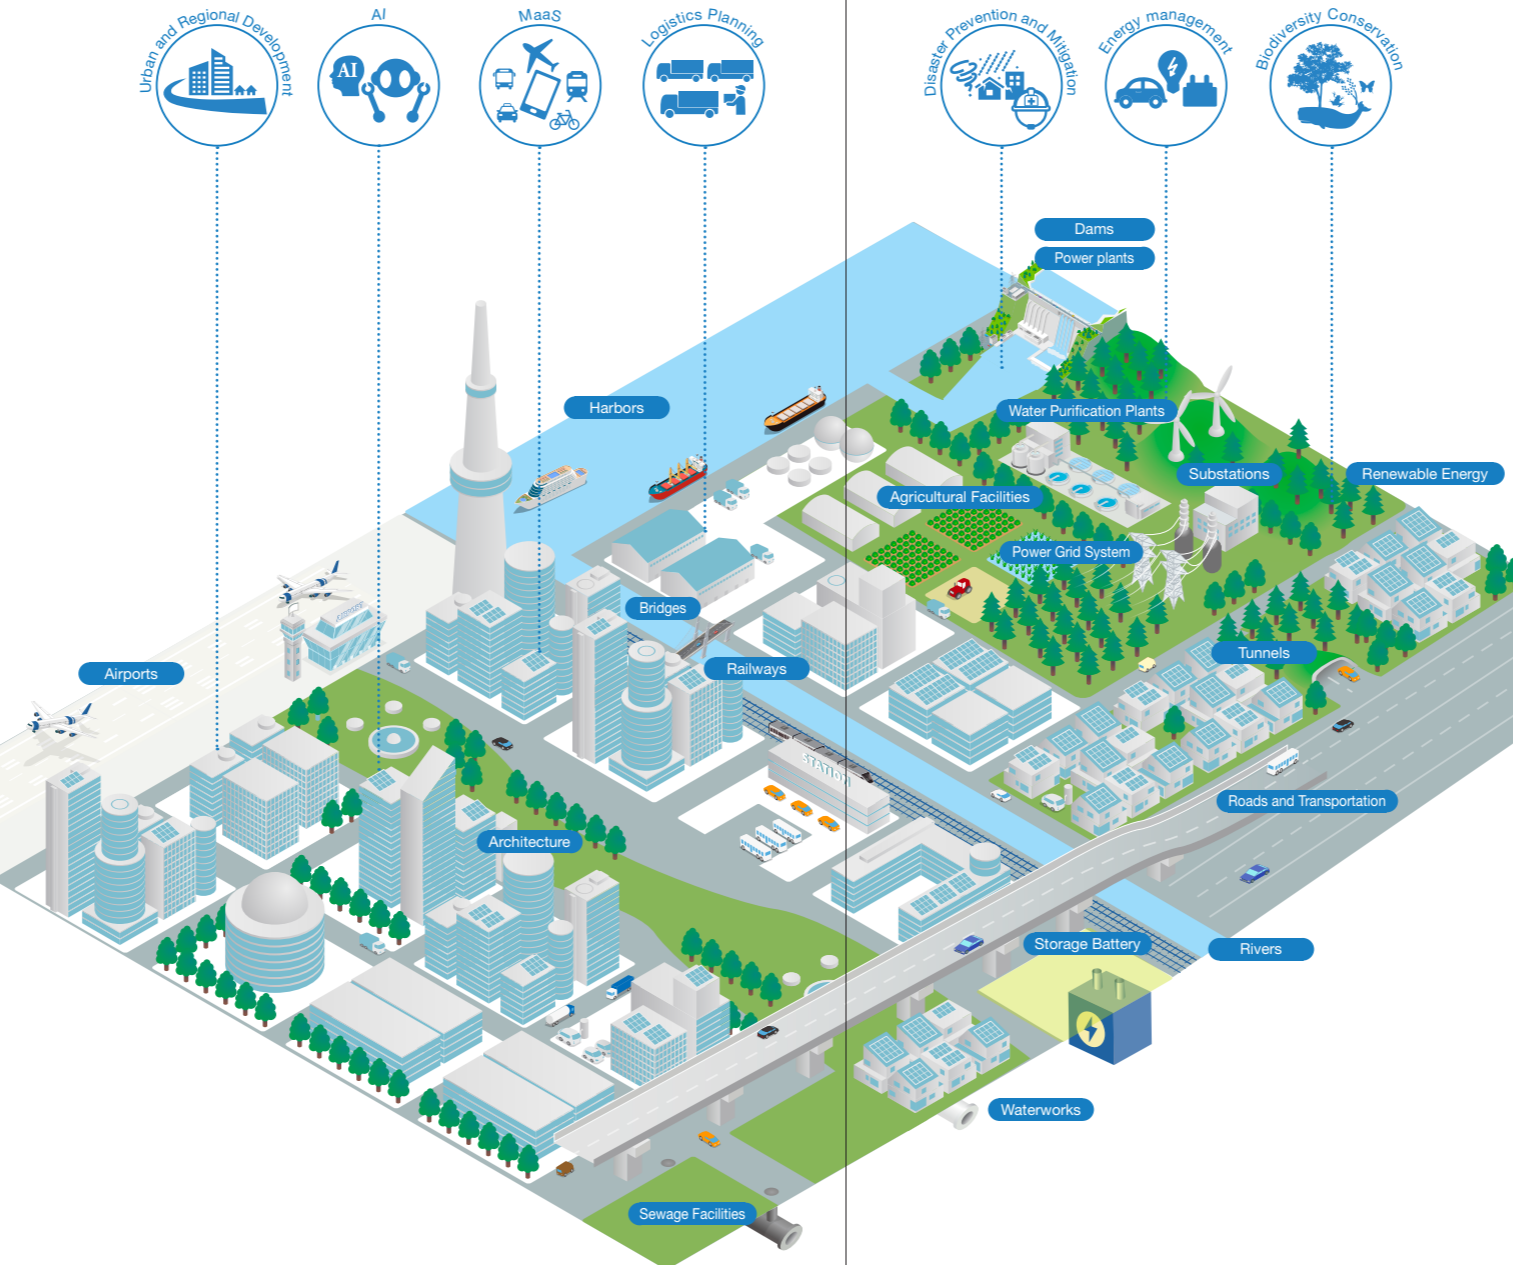 Urban and Regional Development
AI
MaaS
Logistics Planning
Disaster Prevention and Mitigation
Energy management
Biodiversity Conservation
AI
Dams
Power plants
Harbors
Water Purification Plants
Substations
Renewable Energy
Agricultural Facilities
Power Grid System
Bridges
Tunnels
Railways
Airports
STATION
Roads and Transportation
Architecture
Storage Battery
Rivers
Waterworks
Sewage Facilities